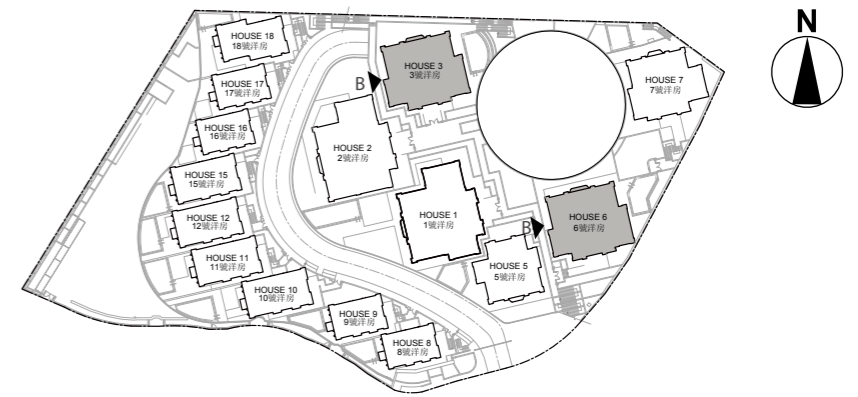 N
HOUSE 18
18號洋房
HOUSE 3
3號洋房
B
HOUSE 7
7號洋房
HOUSE 17
17號洋房
HOUSE 16
16號洋房
HOUSE 2
2號洋房
HOUSE 15
15號洋房
HOUSE 12
12號洋房
HOUSE 1
1號洋房
HOUSE 6
6號洋房
B
HOUSE 11
11號洋房
HOUSE 5
5號洋房
HOUSE 10
10號洋房
HOUSE 9
9號洋房
HOUSE 8
8號洋房